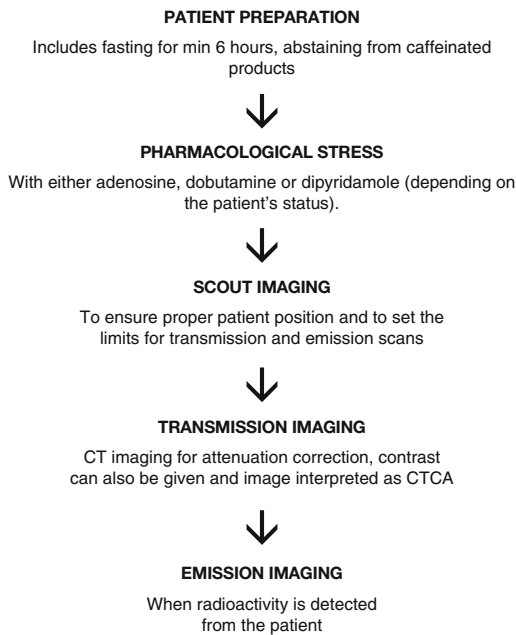 PATIENT PREPARATION
Includes fasting for min 6 hours, abstaining from caffeinated
products
PHARMACOLOGICAL STRESS
With either adenosine, dobutamine or dipyridamole (depending on
the patient's status).
SCOUT IMAGING
To ensure proper patient position and to set the
limits for transmission and emission scans
TRANSMISSION IMAGING
CT imaging for attenuation correction, contrast
can also be given and image interpreted as CTCA
EMISSION IMAGING
When radioactivity is detected
from the patient